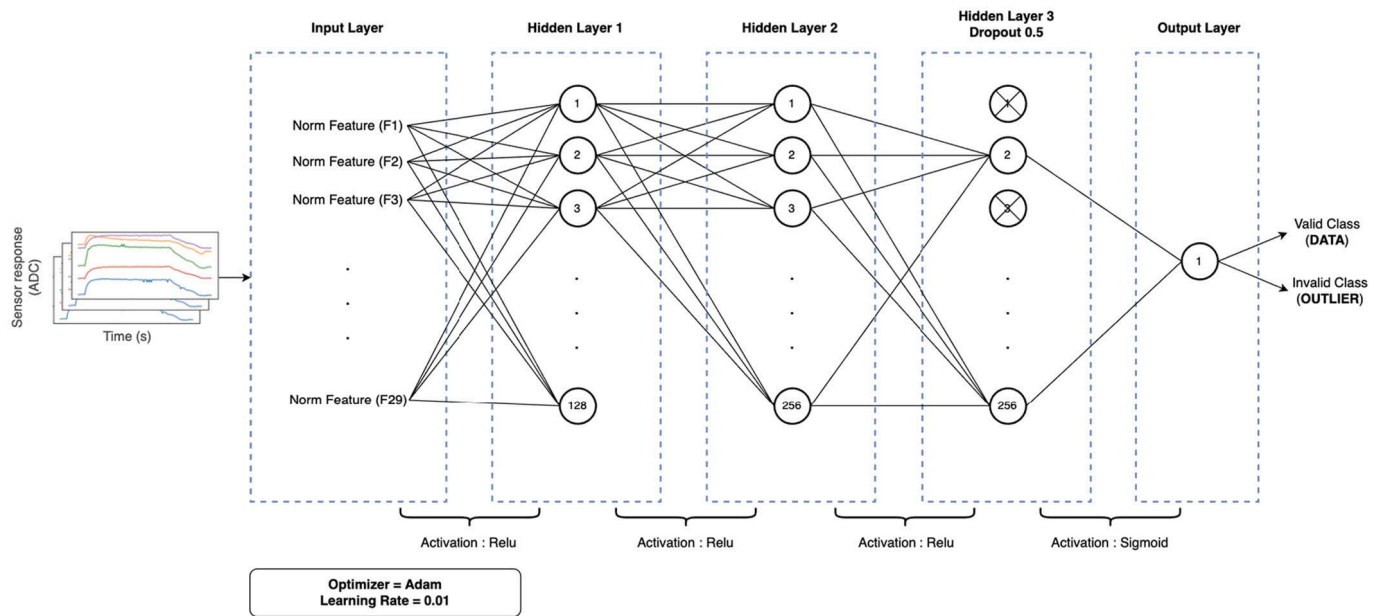 Input Layer
Hidden Layer 1
Hidden Layer 2
Hidden Layer 3
Dropout 0.5
Output Layer
Sensor response
(ADC)
Time (s)
Norm Feature (F1)
Norm Feature (F2)
Norm Feature (F3)
.
.
.
Norm Feature (F29)
1
2
3
.
.
.
128
1
2
3
.
.
.
256
1
2
3
.
.
.
256
1
Valid Class
(DATA)
Invalid Class
(OUTLIER)
Activation : Relu
Activation : Relu
Activation : Relu
Activation : Sigmoid
Optimizer = Adam
Learning Rate = 0.01